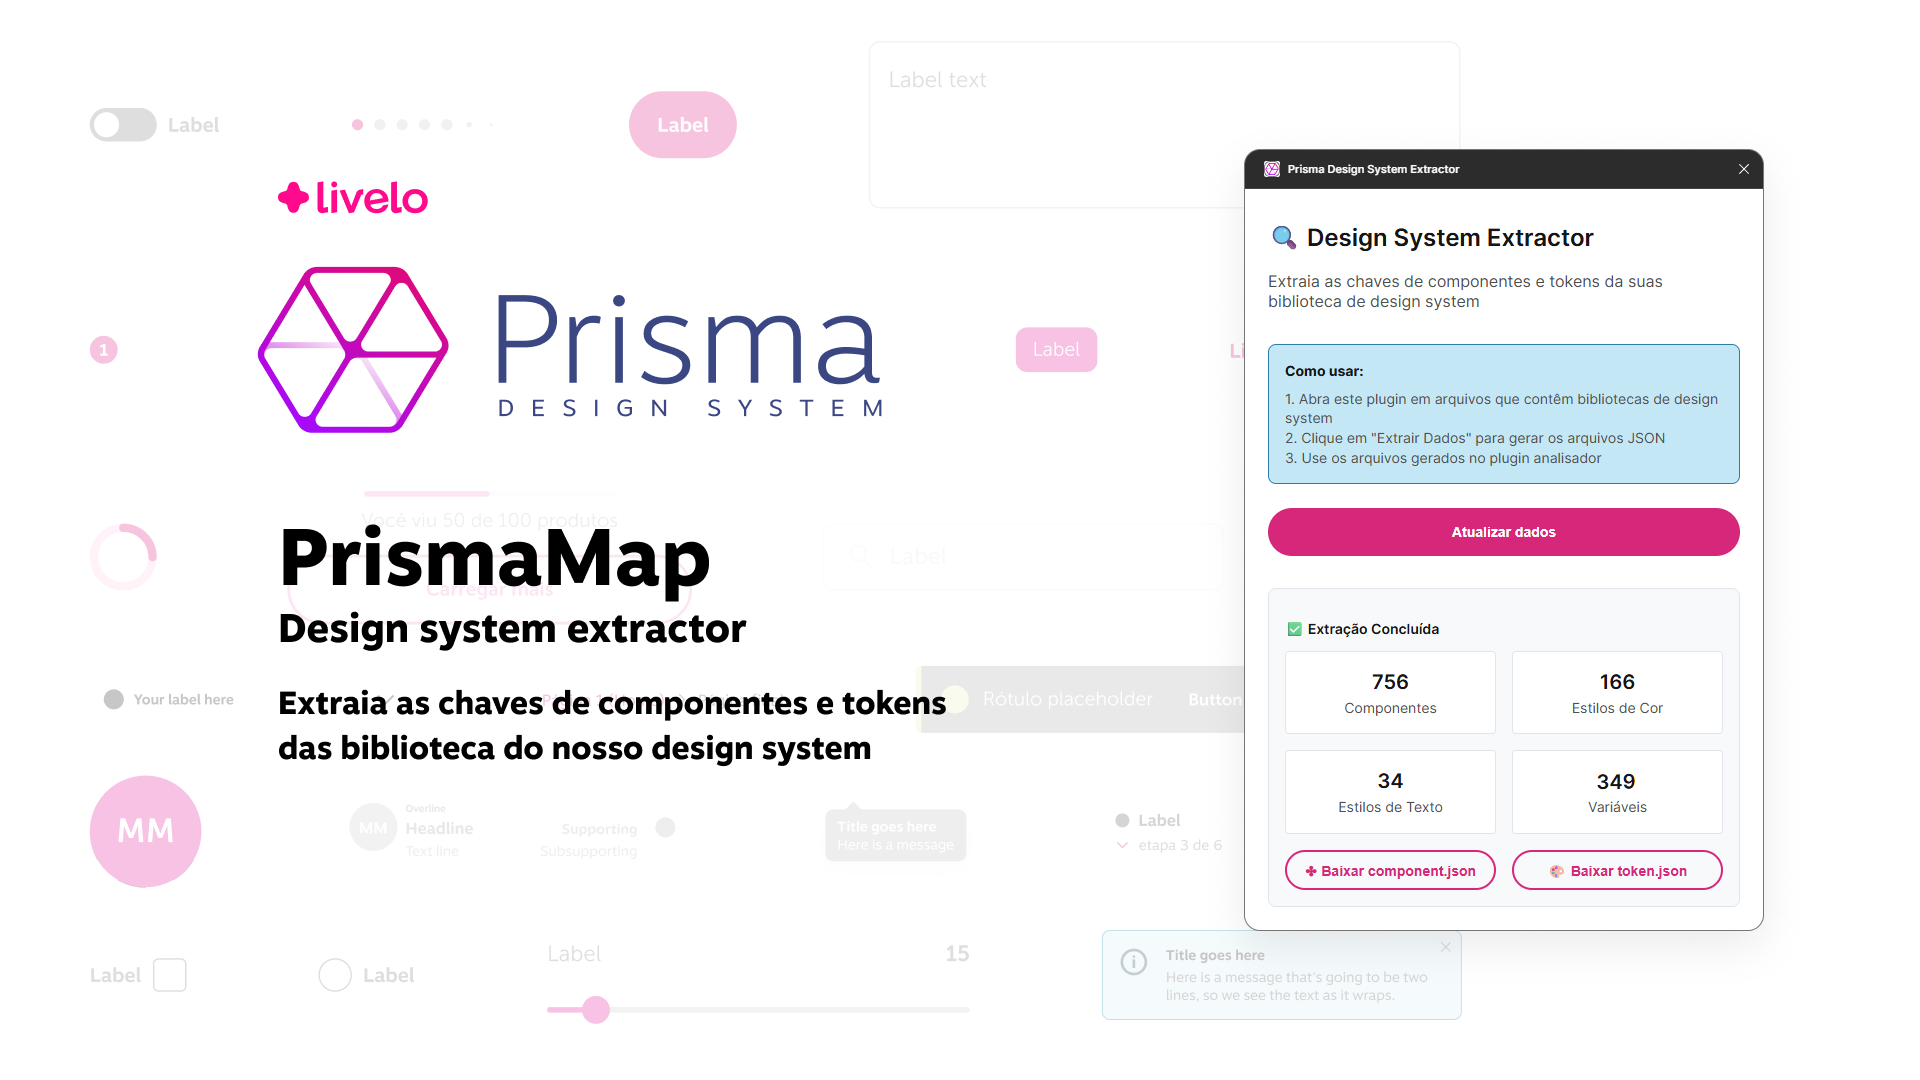 Label text
Label
Label
livelo
Prisma Design System Extractor
Design System Extractor
Extraia as chaves de componentes e tokens da suas
biblioteca de design system
Prisma
DESIGN SYSTEM
1
Label
Li
Como usar:
1. Abra este plugin em arquivos que contêm bibliotecas de design
system
2. Clique em "Extrair Dados" para gerar os arquivos JSON
3. Use os arquivos gerados no plugin analisador
Você viu 50 de 100 produtos
Atualizar dados
PrismaMap
Label
Carregar mais
Design system extractor
Extração Concluída
756
Componentes
166
Estilos de Cor
Your label here
Extraia as chaves de componentes e tokens
das biblioteca do nosso design system
Rótulo placeholder
Button
34
Estilos de Texto
349
Variáveis
MM
MM
Overline
Headline
Text line
Supporting
Subsupporting
Title goes here
Here is a message
Label
etapa 3 de 6
Baixar component.json
Baixar token.json
Label
Label
Label
15
Title goes here
Here is a message that's going to be two
lines, so we see the text as it wraps.